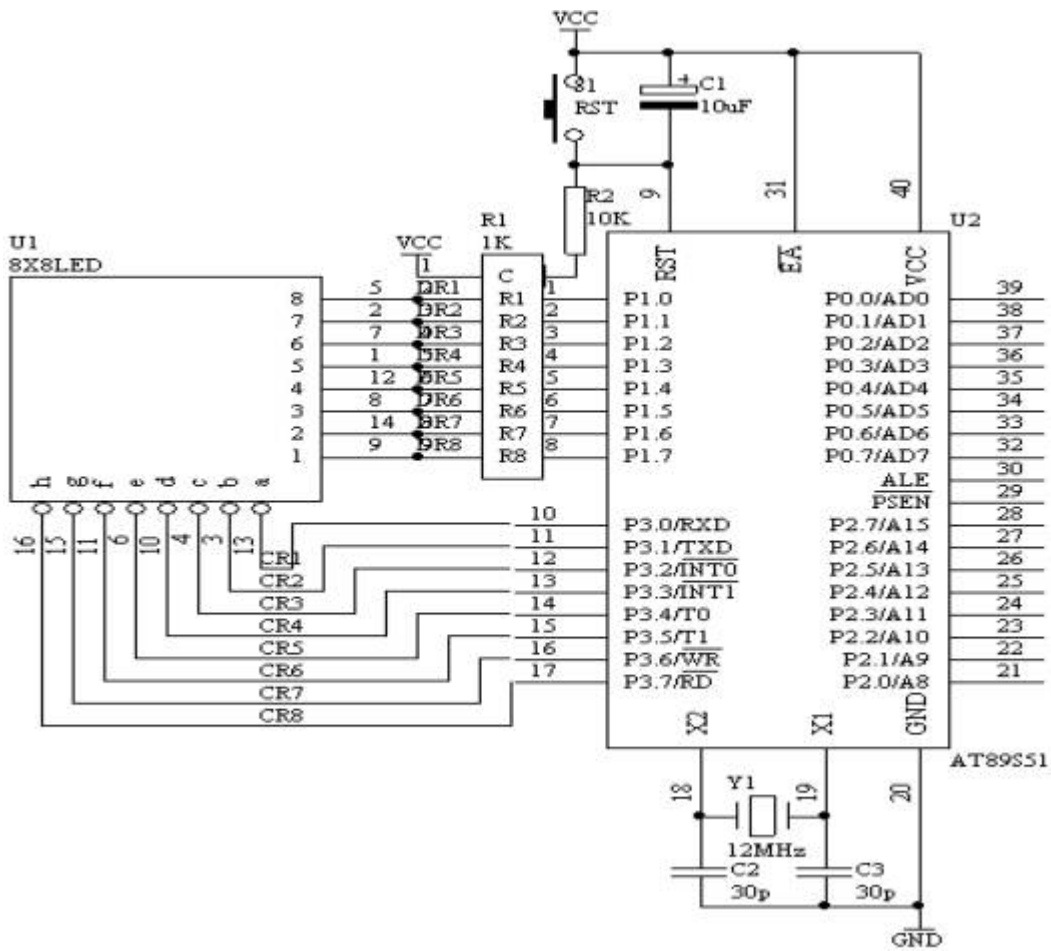 VCC
S1
RST
C1
+
10uF
R2
10K
9
31
40
U2
R1
1K
VCC
1
U1
8X8LED
RST
EA
VCC
C
8 5 DR1 R1 1 P1.0
7 2 DR2 R2 2 P1.1
6 7 DR3 R3 3 P1.2
5 1 DR4 R4 4 P1.3
4 12 DR5 R5 5 P1.4
3 8 DR6 R6 6 P1.5
2 14 DR7 R7 7 P1.6
1 9 DR8 R8 8 P1.7
P0.0/AD0 39
P0.1/AD1 38
P0.2/AD2 37
P0.3/AD3 36
P0.4/AD4 35
P0.5/AD5 34
P0.6/AD6 33
P0.7/AD7 32
ALE 30
PSEN 29
P2.7/A15 28
P2.6/A14 27
P2.5/A13 26
P2.4/A12 25
P2.3/A11 24
P2.2/A10 23
P2.1/A9 22
P2.0/A8 21
h g f e d c b a
16 15 11 6 10 4 3 13
CR1 10 P3.0/RXD
CR2 11 P3.1/TXD
CR3 12 P3.2/INT0
CR4 13 P3.3/INT1
CR5 14 P3.4/T0
CR6 15 P3.5/T1
CR7 16 P3.6/WR
CR8 17 P3.7/RD
X2
X1
GND
AT89S51
18
Y1
19
20
12MHz
C2
30p
C3
30p
GND